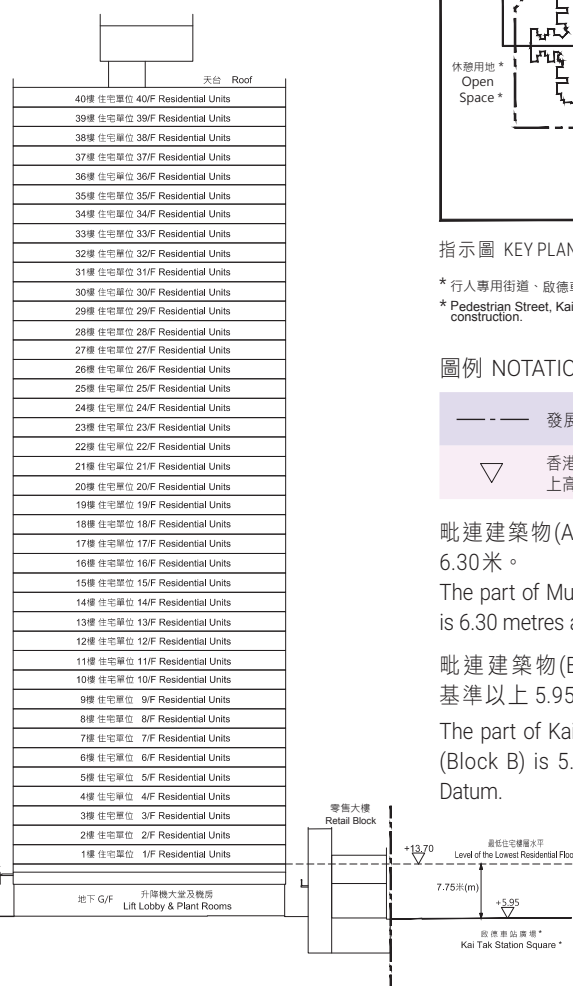 天台 Roof
40樓 住宅單位 40/F Residential Units
39樓 住宅單位 39/F Residential Units
38樓 住宅單位 38/F Residential Units
37樓 住宅單位 37/F Residential Units
36樓 住宅單位 36/F Residential Units
35樓 住宅單位 35/F Residential Units
34樓 住宅單位 34/F Residential Units
33樓 住宅單位 33/F Residential Units
32樓 住宅單位 32/F Residential Units
31樓 住宅單位 31/F Residential Units
30樓 住宅單位 30/F Residential Units
29樓 住宅單位 29/F Residential Units
28樓 住宅單位 28/F Residential Units
27樓 住宅單位 27/F Residential Units
26樓 住宅單位 26/F Residential Units
25樓 住宅單位 25/F Residential Units
24樓 住宅單位 24/F Residential Units
23樓 住宅單位 23/F Residential Units
22樓 住宅單位 22/F Residential Units
21樓 住宅單位 21/F Residential Units
20樓 住宅單位 20/F Residential Units
19樓 住宅單位 19/F Residential Units
18樓 住宅單位 18/F Residential Units
17樓 住宅單位 17/F Residential Units
16樓 住宅單位 16/F Residential Units
15樓 住宅單位 15/F Residential Units
14樓 住宅單位 14/F Residential Units
13樓 住宅單位 13/F Residential Units
12樓 住宅單位 12/F Residential Units
11樓 住宅單位 11/F Residential Units
10樓 住宅單位 10/F Residential Units
9樓 住宅單位 9/F Residential Units
8樓 住宅單位 8/F Residential Units
7樓 住宅單位 7/F Residential Units
6樓 住宅單位 6/F Residential Units
5樓 住宅單位 5/F Residential Units
4樓 住宅單位 4/F Residential Units
3樓 住宅單位 3/F Residential Units
2樓 住宅單位 2/F Residential Units
1樓 住宅單位 1/F Residential Units
地下 G/F 升降機大堂及機房
Lift Lobby & Plant Rooms
零售大樓
Retail Block
+13.70
最低住宅樓層水平
Level of the Lowest Residential Floo
7.75米(m)
+5.95
啟德車站廣場*
Kai Tak Station Square *
休憩用地 *
Open
Space *
指示圖 KEY PLAN
* 行人專用街道、啟德
* Pedestrian Street, Kai
construction.
圖例 NOTATIO
發展
香港
上高
毗連建築物(A
6.30米。
The part of Mu
is 6.30 metres a
毗連建築物(B
基準以上 5.95
The part of Kai
(Block B) is 5.
Datum.